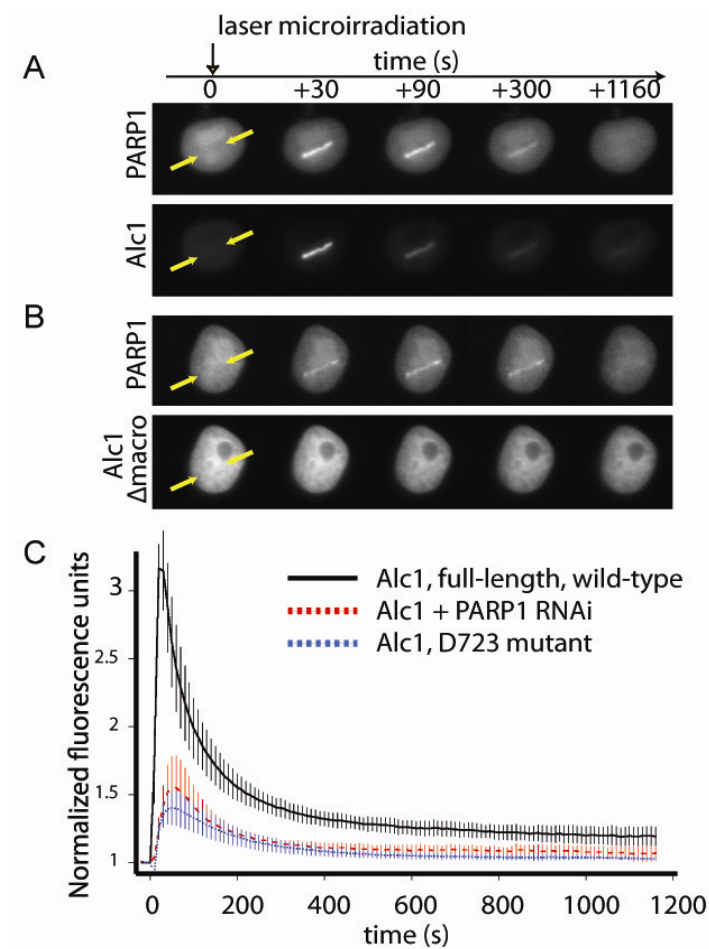 laser microirradiation
A
time (s)
0 +30 +90 +300 +1160
PARP1
Alc1
B
PARP1
Alc1
Δmacro
C
Normalized fluorescence units
3
2.5
2
1.5
1
Alc1, full-length, wild-type
Alc1 + PARP1 RNAi
Alc1, D723 mutant
0 200 400 600 800 1000 1200
time (s)